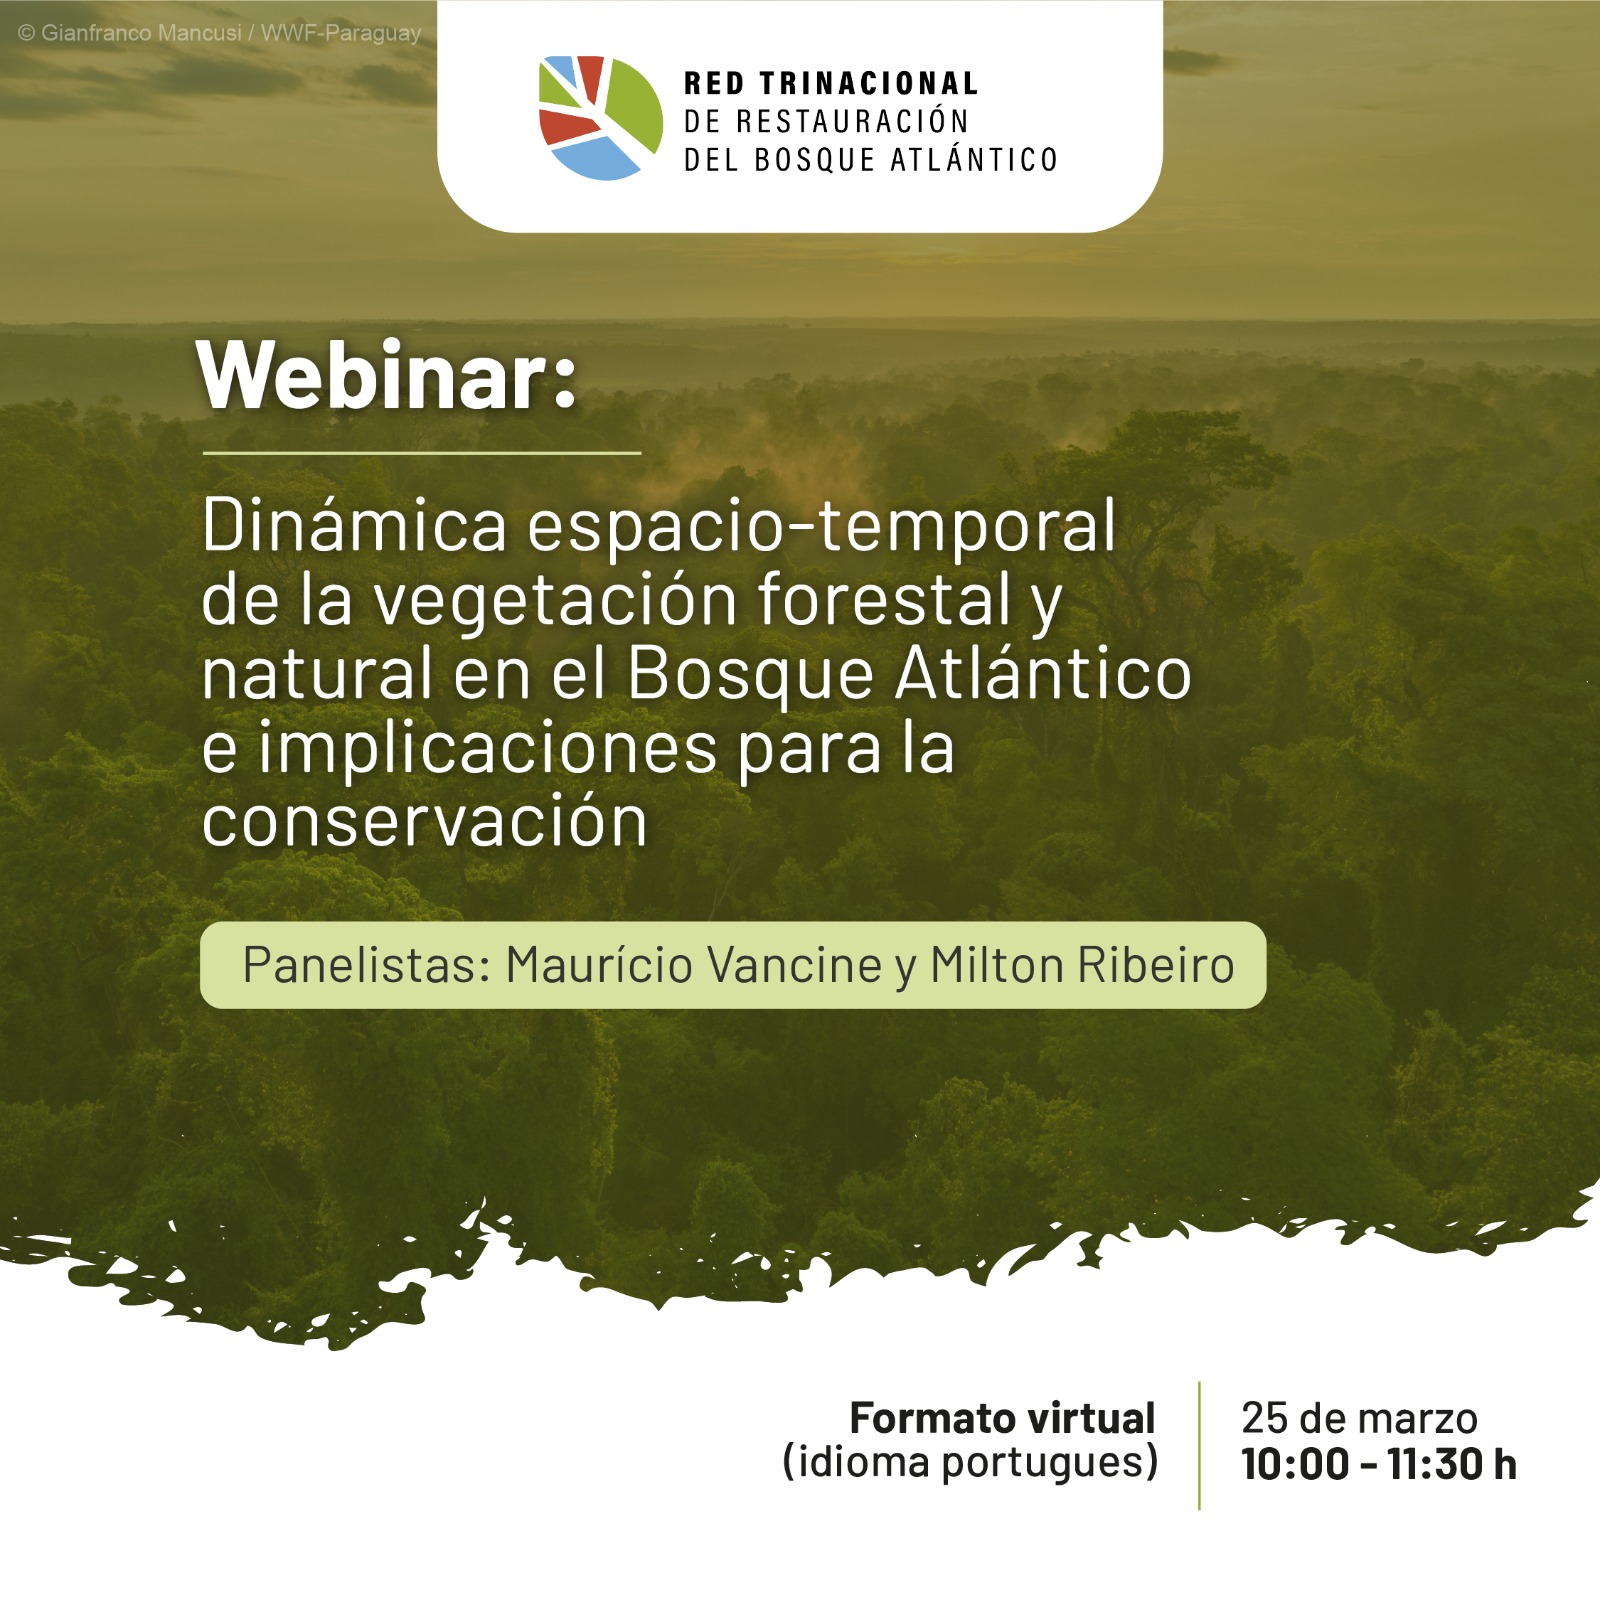 © Gianfranco Mancusi / WWF-Paraguay
RED TRINACIONAL
DE RESTAURACIÓN
DEL BOSQUE ATLÁNTICO
Webinar:
Dinámica espacio-temporal
de la vegetación forestal y
natural en el Bosque Atlántico
e implicaciones para la
conservación
Panelistas: Maurício Vancine y Milton Ribeiro
Formato virtual
(idioma portugues)
25 de marzo
10:00 - 11:30 h